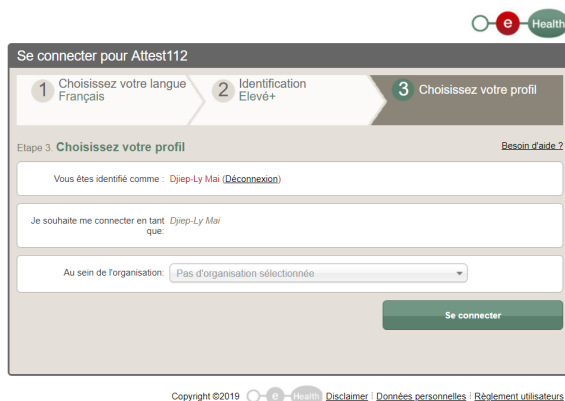 e Health
Se connecter pour Attest112
1 Choisissez votre langue
Français
2 Identification
Elevé+
3 Choisissez votre profil
Etape 3. Choisissez votre profil
Besoin d'aide ?
Vous êtes identifié comme : Djiep-Ly Mai (Déconnexion)
Je souhaite me connecter en tant Djiep-Ly Mai
que:
Au sein de l'organisation: Pas d'organisation sélectionnée
Se connecter
Copyright ©2019 e Health Disclaimer | Données personnelles | Règlement utilisateurs